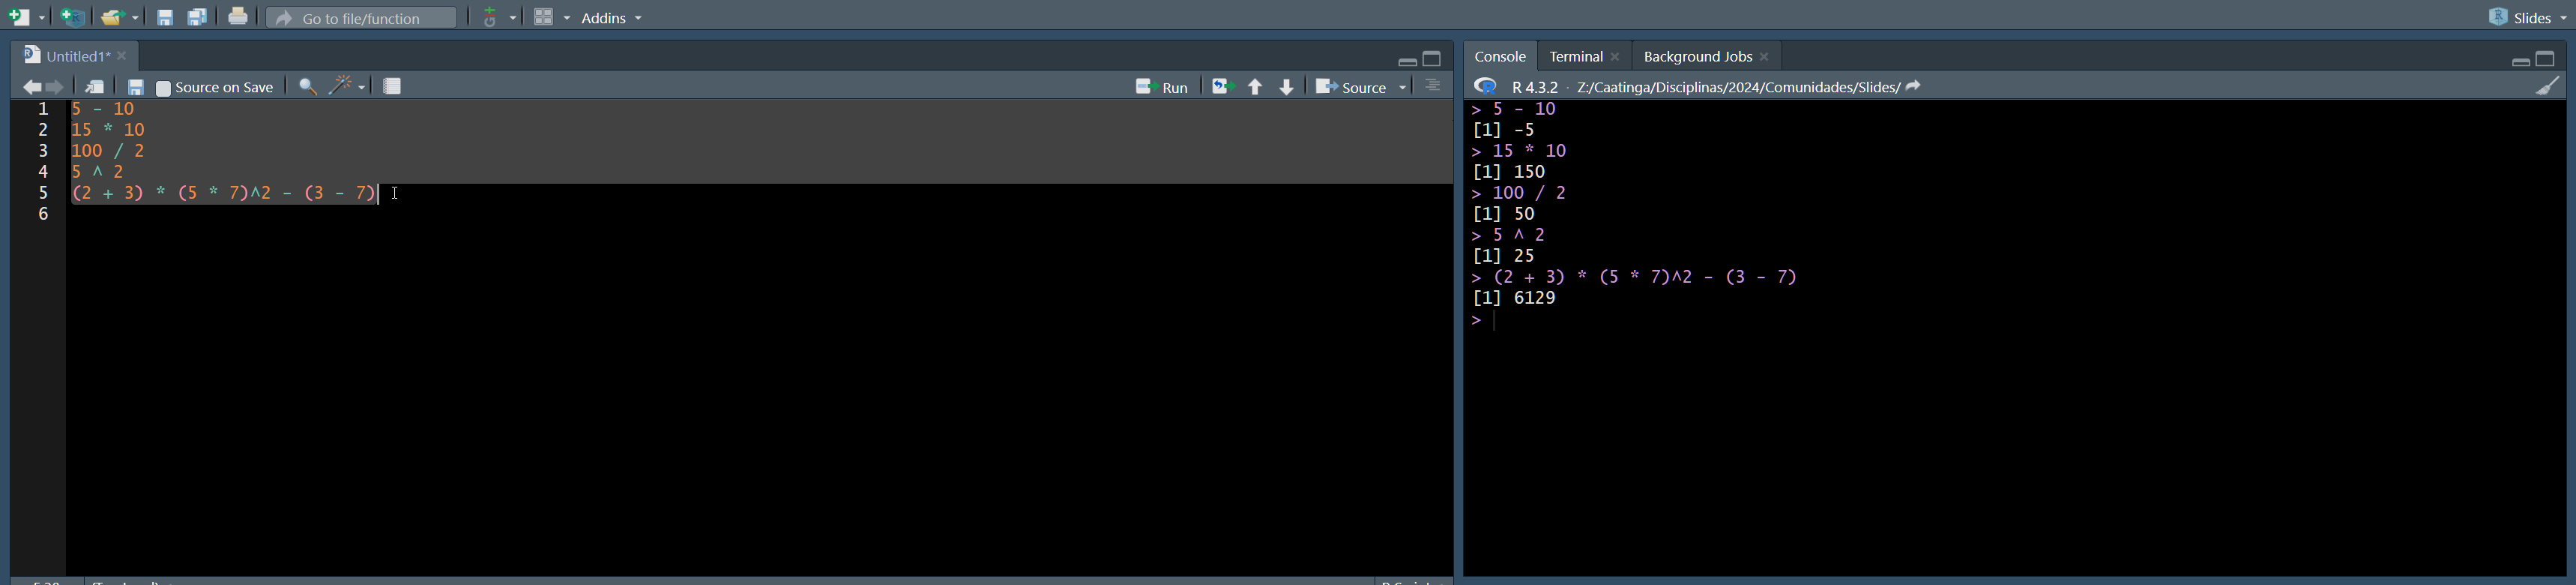 Go to file/function
Addins
Slides
Untitled1*
Source on Save
Run
Source
1 5 - 10
2 15 * 10
3 100 / 2
4 5 ^ 2
5 (2 + 3) * (5 * 7)^2 - (3 - 7)
6
Console Terminal Background Jobs
R 4.3.2 · Z:/Caatinga/Disciplinas/2024/Comunidades/Slides/
> 5 - 10
[1] -5
> 15 * 10
[1] 150
> 100 / 2
[1] 50
> 5 ^ 2
[1] 25
> (2 + 3) * (5 * 7)^2 - (3 - 7)
[1] 6129
>